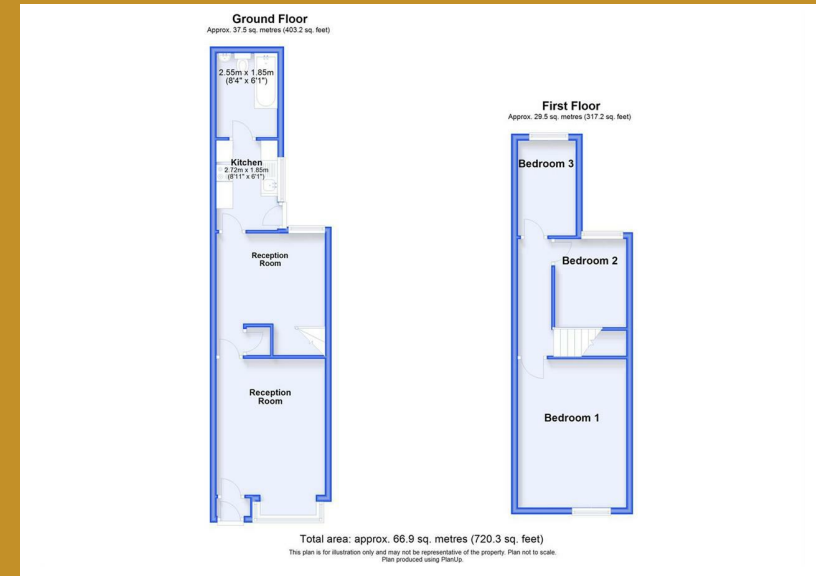 Ground Floor
Approx. 37.5 sq. metres (403.2 sq. feet)
2.55m x 1.85m
(8'4" x 6'1")
Kitchen
2.72m x 1.85m
(8'11" x 6'1")
Reception
Room
Reception
Room
First Floor
Approx. 29.5 sq. metres (317.2 sq. feet)
Bedroom 3
Bedroom 2
Bedroom 1
Total area: approx. 66.9 sq. metres (720.3 sq. feet)
This plan is for illustration only and may not be representative of the property. Plan not to scale.
Plan produced using PlanUp.